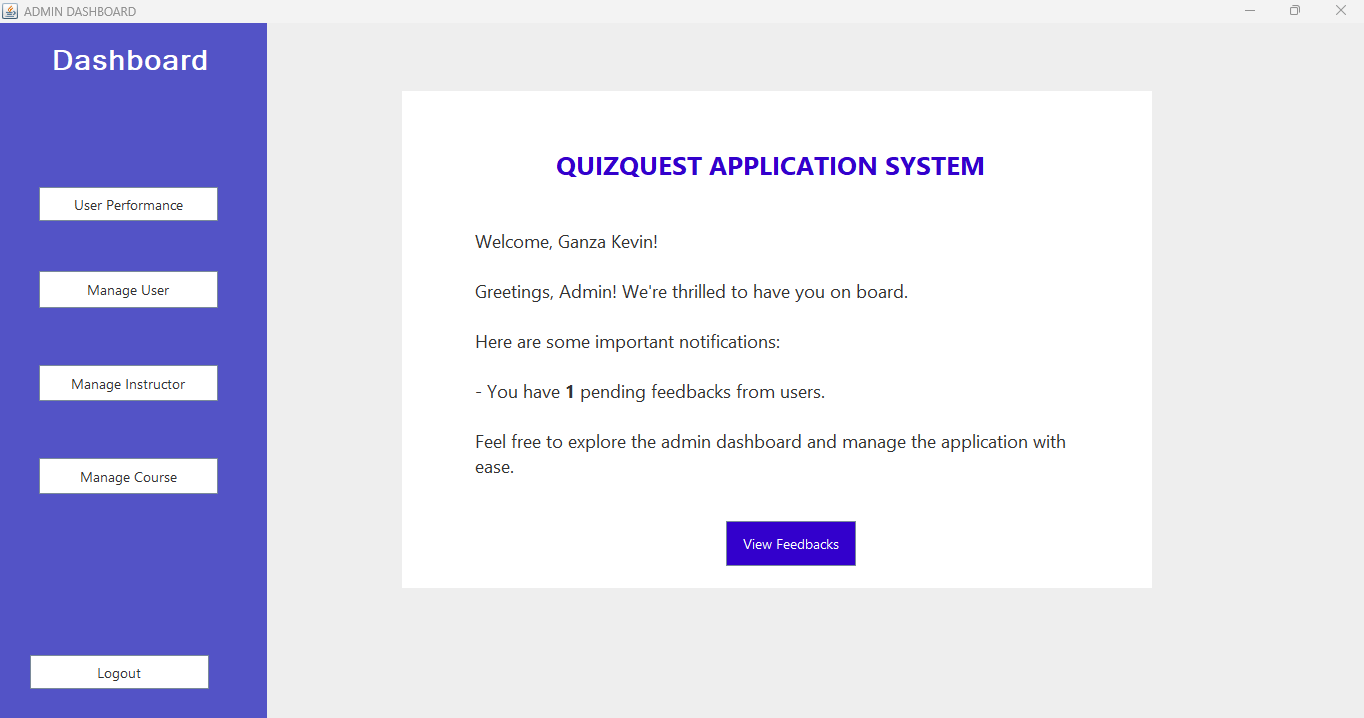 ADMIN DASHBOARD
Dashboard
User Performance
Manage User
Manage Instructor
Manage Course
Logout
QUIZQUEST APPLICATION SYSTEM
Welcome, Ganza Kevin!
Greetings, Admin! We're thrilled to have you on board.
Here are some important notifications:
- You have 1 pending feedbacks from users.
Feel free to explore the admin dashboard and manage the application with
ease.
View Feedbacks